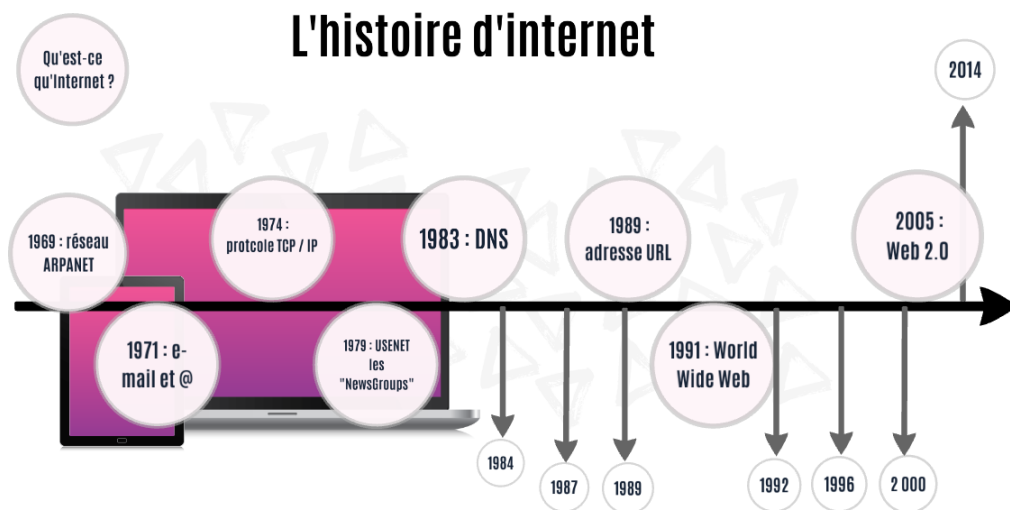 L'histoire d'internet
Qu'est-ce
qu'Internet ?
2014
1969 : réseau
ARPANET
1974 :
protcole TCP / IP
1983 : DNS
1989 :
adresse URL
2005 :
Web 2.0
1971 : e-
mail et @
1979 : USENET
les
"NewsGroups"
1991 : World
Wide Web
1984
1987
1989
1992
1996
2 000